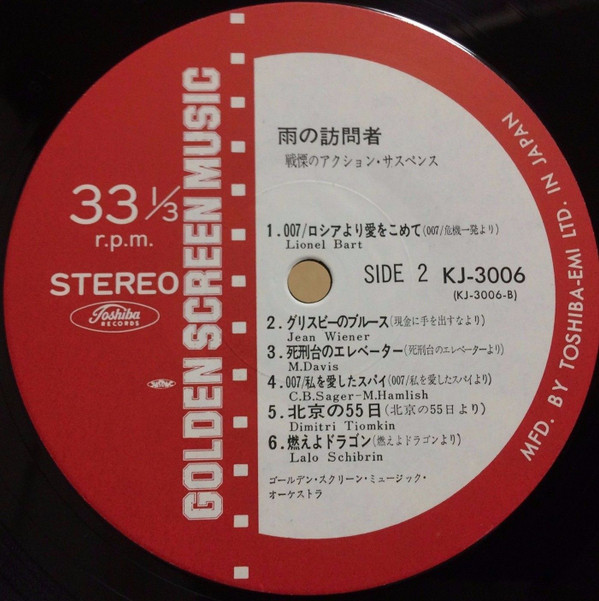 GOLDEN SCREEN MUSIC
33 1/3
r.p.m.
STEREO
Toshiba
RECORDS
雨の訪問者
戦慄のアクション・サスペンス
1.007/ロシアより愛をこめて(007/危機一発より)
Lionel Bart
SIDE 2 KJ-3006
(KJ-3006-B)
2.グリスビーのブルース(現金に手を出すなより)
Jean Wiener
3.死刑台のエレベーター(死刑台のエレベーターより)
M.Davis
4.007/私を愛したスパイ(007/私を愛したスパイより)
C.B.Sager-M.Hamlish
5.北京の55日(北京の55日より)
Dimitri Tiomkin
6.燃えよドラゴン(燃えよドラゴンより)
Lalo Schibrin
ゴールデン・スクリーン・ミュージック・
オーケストラ
MFD. BY TOSHIBA-EMI LTD. IN JAPAN